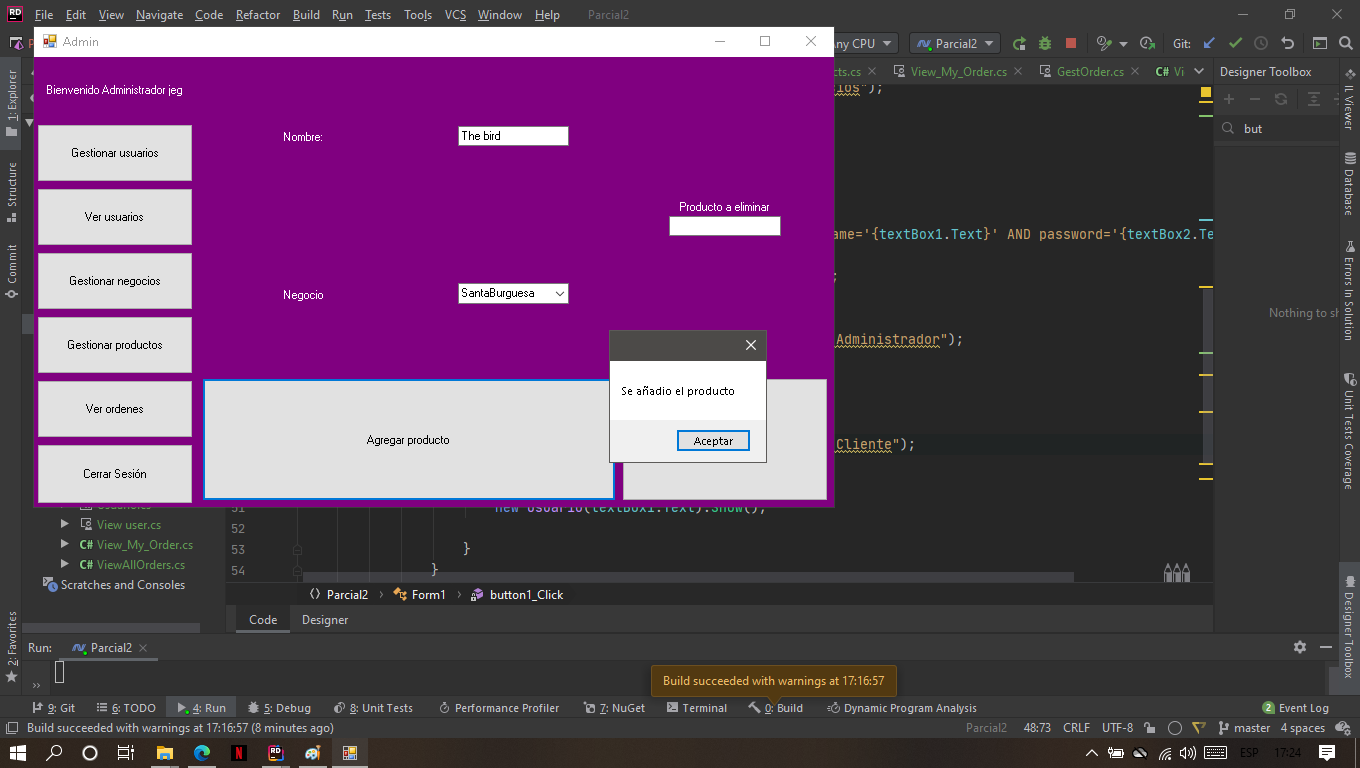 File Edit View Navigate Code Refactor Build Run Tests Tools VCS Window Help Parcial2
Admin
Any CPU
Parcial2
Git:
cts.cs
View_My_Order.cs
GestOrder.cs
C# Vi
Designer Toolbox
but
Nothing to sh
1: Explorer
Structure
Commit
2: Favorites
IL Viewer
Database
Errors In Solution
Unit Tests Coverage
Designer Toolbox
Bienvenido Administrador jeg
Gestionar usuarios
Ver usuarios
Gestionar negocios
Gestionar productos
Ver ordenes
Cerrar Sesión
Nombre:
The bird
Producto a eliminar
Negocio
SantaBurguesa
Agregar producto
Se añadio el producto
Aceptar
ios");
ame='{textBox1.Text}' AND password='{textBox2.Te
;
Administrador");
Cliente");
51 new Usuario(textBox1.Text).Show();
52
53 }
54 }
View user.cs
C# View_My_Order.cs
C# ViewAllOrders.cs
Scratches and Consoles
Parcial2 › Form1 › button1_Click
Code Designer
Run: Parcial2
Build succeeded with warnings at 17:16:57
9: Git 6: TODO 4: Run 5: Debug 8: Unit Tests Performance Profiler 7: NuGet Terminal 0: Build Dynamic Program Analysis 2 Event Log
Build succeeded with warnings at 17:16:57 (8 minutes ago) Parcial2 48:73 CRLF UTF-8 master 4 spaces
ESP 17:24